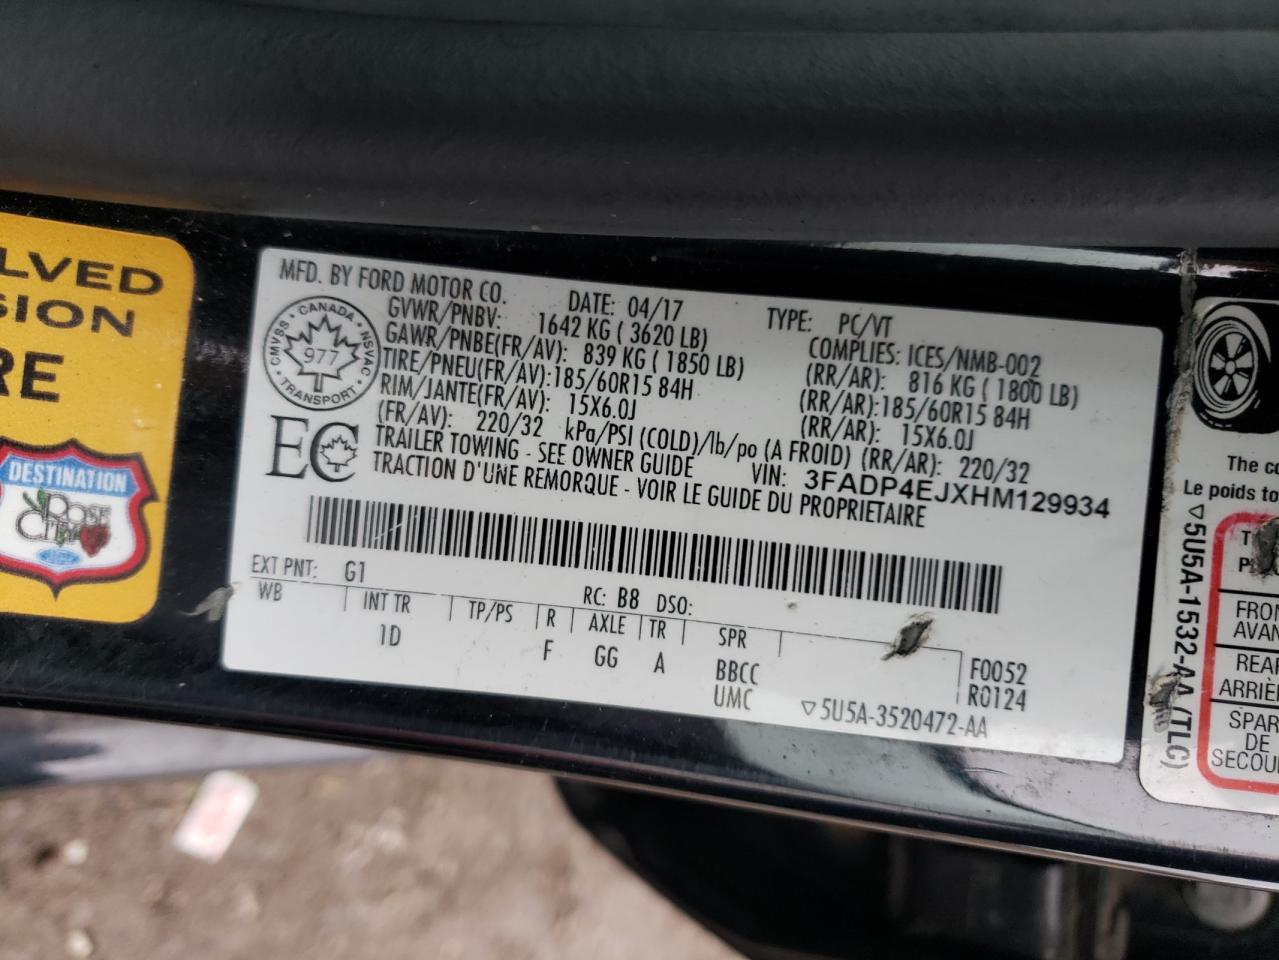 LVED
SION
RE
DESTINATION
Rose City
Ford
MFD. BY FORD MOTOR CO. DATE: 04/17 TYPE: PC/VT
GVWR/PNBV: 1642 KG (3620 LB) COMPLIES: ICES/NMB-002
GAWR/PNBE(FR/AV): 839 KG (1850 LB) (RR/AR): 816 KG (1800 LB)
TIRE/PNEU(FR/AV):185/60R15 84H (RR/AR):185/60R15 84H
RIM/JANTE(FR/AV): 15X6.0J (RR/AR): 15X6.0J
(FR/AV): 220/32 kPa/PSI (COLD)/lb/po (A FROID) (RR/AR): 220/32
TRAILER TOWING - SEE OWNER GUIDE VIN: 3FADP4EJXHM129934
TRACTION D'UNE REMORQUE - VOIR LE GUIDE DU PROPRIETAIRE
CANADA
CMVSS NSVAC
977
TRANSPORT
EC
EXT PNT: G1 RC: B8 DSO:
WB INT TR TP/PS R AXLE TR SPR
1D F GG A BBCC F0052
UMC R0124
▽5U5A-3520472-AA
▽5U5A-1532-AA (TLC)
The co
Le poids to
FRON
AVAN
REAR
ARRIÈ
SPAR
DE
SECOU